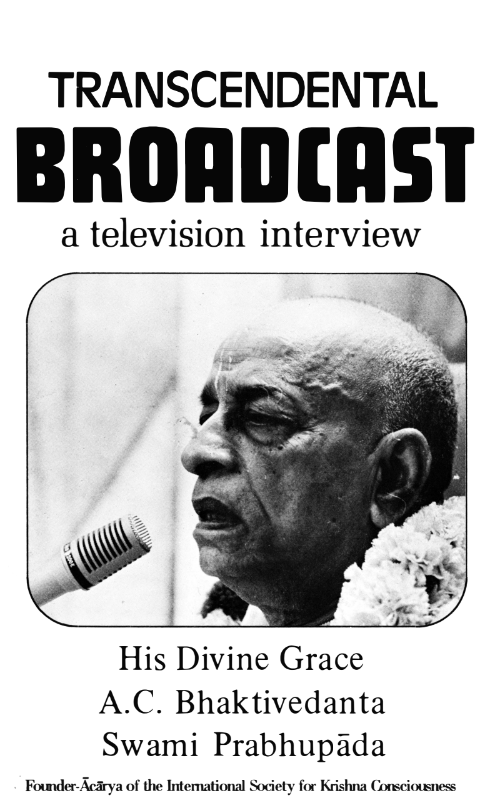 TRANSCENDENTAL
BROADCAST
a television interview
His Divine Grace
A.C. Bhaktivedanta
Swami Prabhupāda
Founder-Ācārya of the International Society for Krishna Consciousness